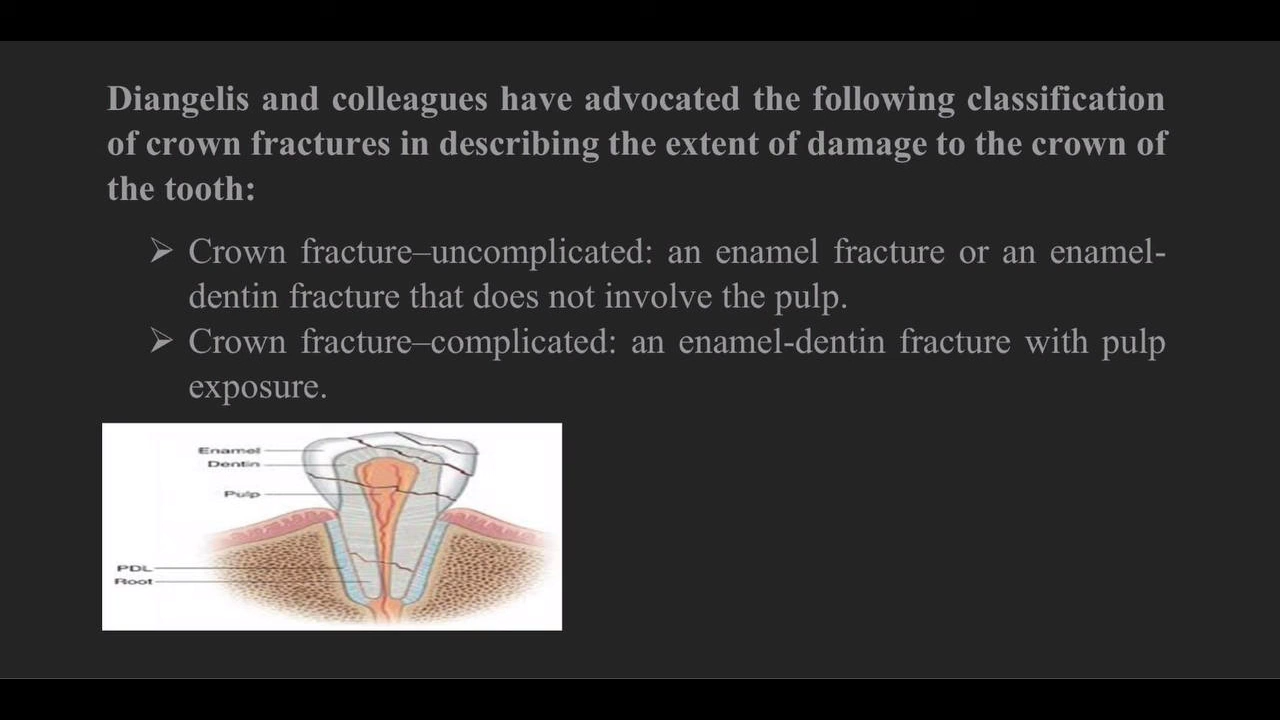 Diangelis and colleagues have advocated the following classification
of crown fractures in describing the extent of damage to the crown of
the tooth:
➢ Crown fracture–uncomplicated: an enamel fracture or an enamel-
dentin fracture that does not involve the pulp.
➢ Crown fracture–complicated: an enamel-dentin fracture with pulp
exposure.
Enamel
Dentin
Pulp
PDL
Root